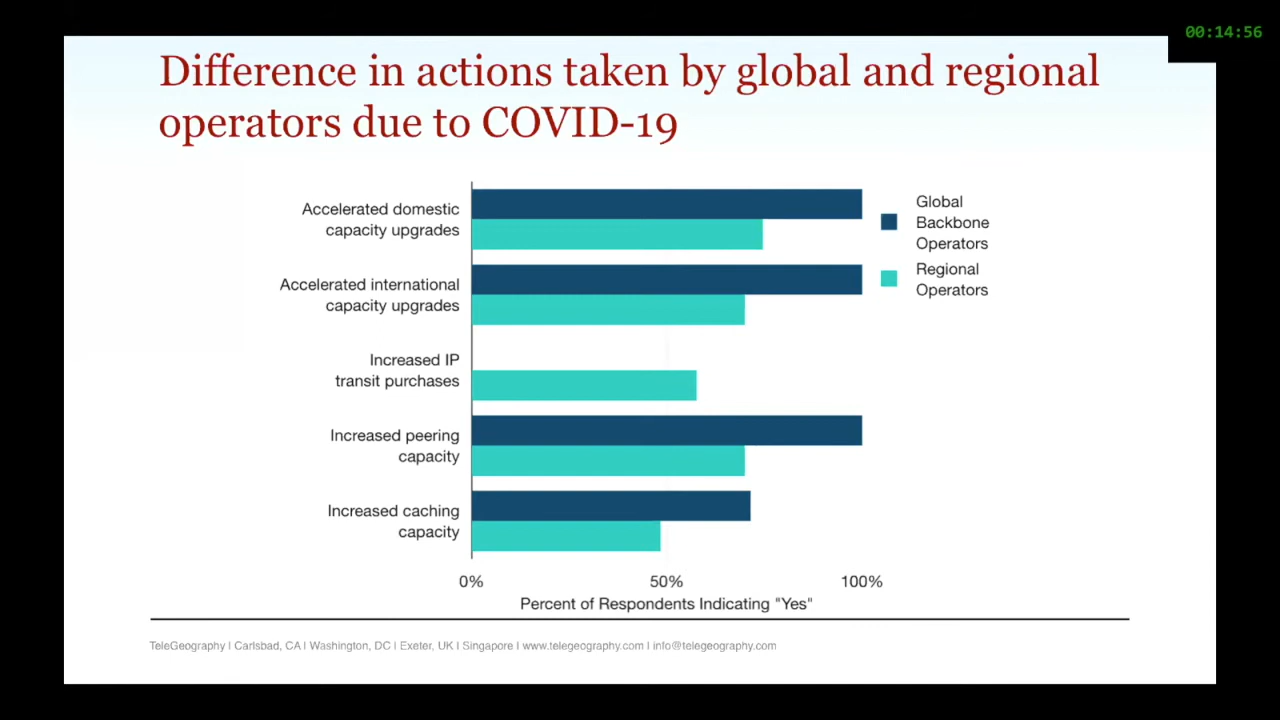 00:14:56
Difference in actions taken by global and regional
operators due to COVID-19
Accelerated domestic
capacity upgrades
Accelerated international
capacity upgrades
Increased IP
transit purchases
Increased peering
capacity
Increased caching
capacity
Global
Backbone
Operators
Regional
Operators
0% 50% 100%
Percent of Respondents Indicating "Yes"
TeleGeography I Carlsbad, CA I Washington, DC I Exeter, UK I Singapore I www.telegeography.com I info@telegeography.com